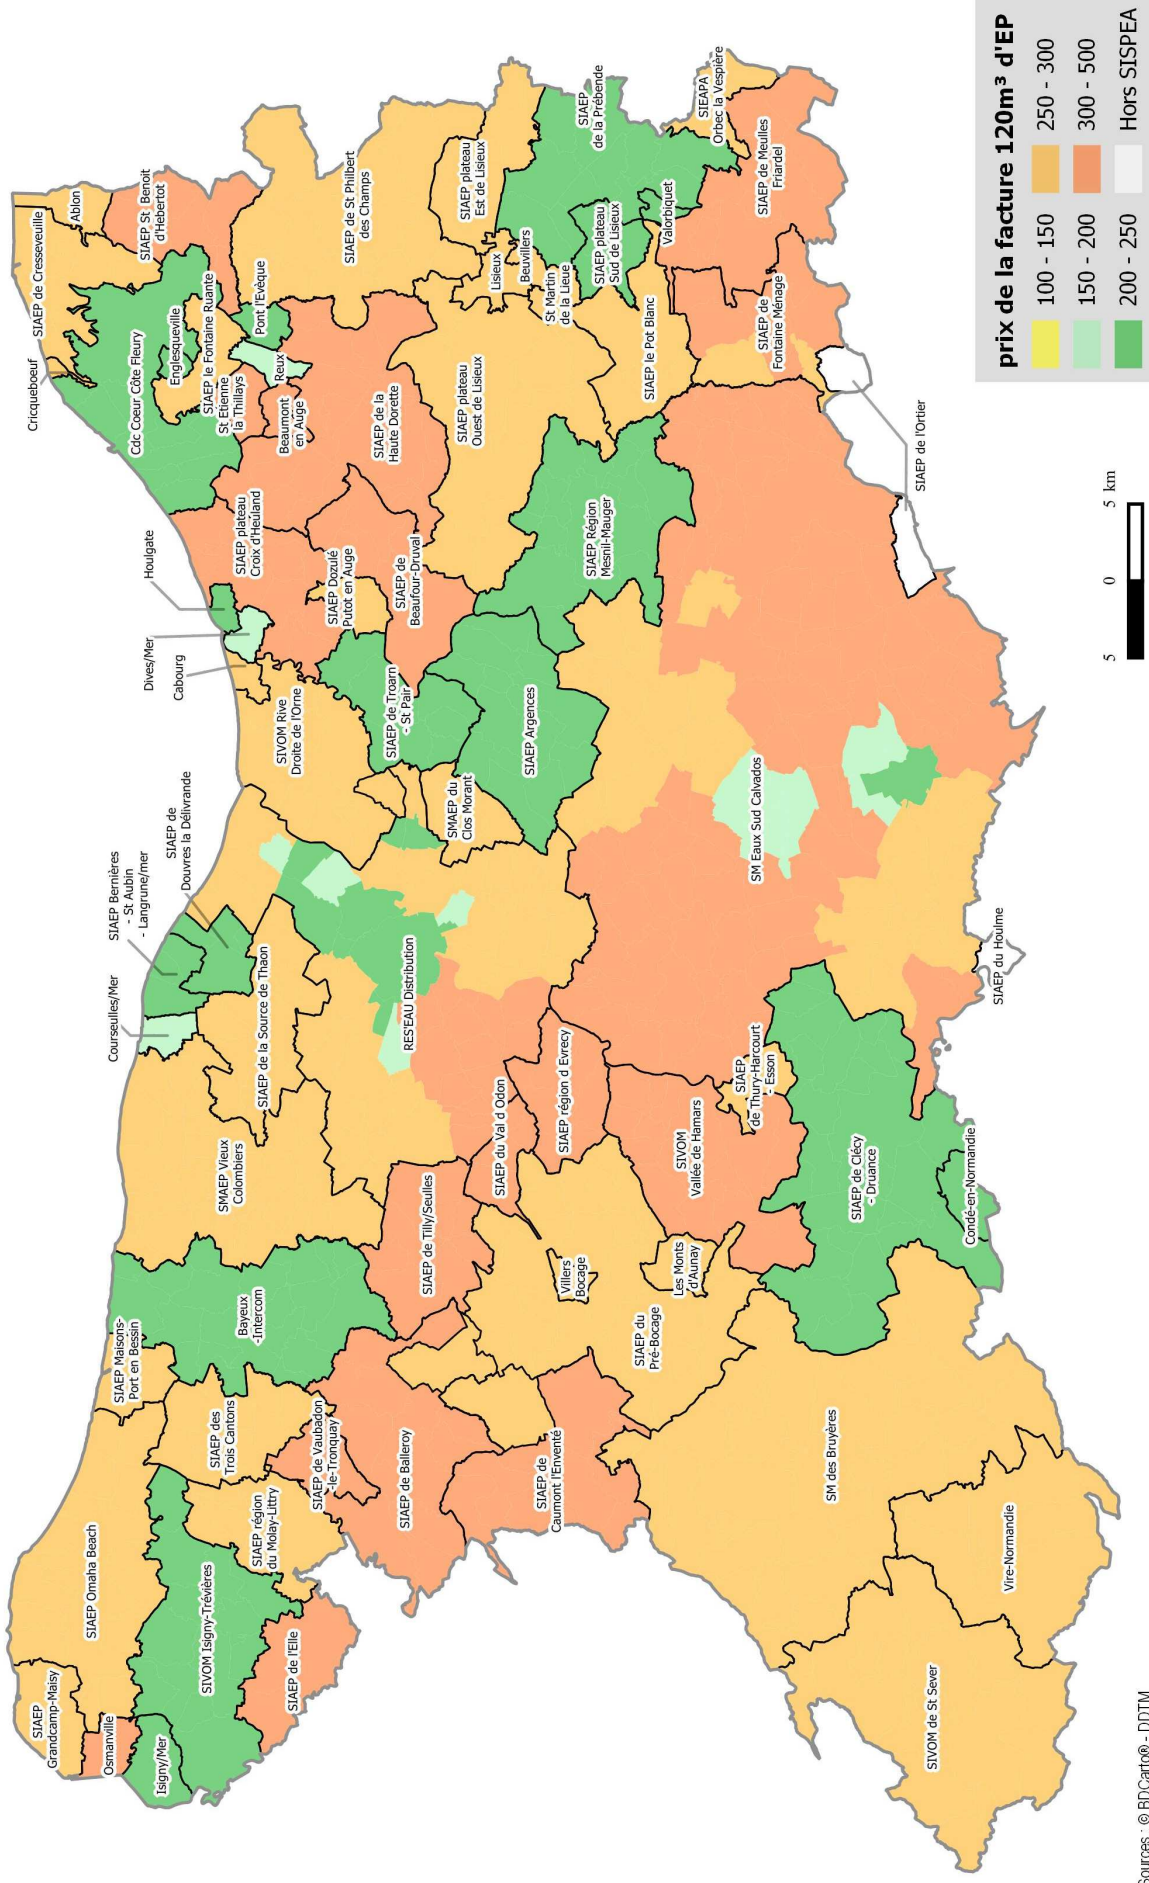 SIAEP
Grandcamp-Maisy
Osmanville
Isigny/Mer
SIAEP Omaha Beach
SIVOM Isigny-Trévières
SIAEP de l'Elle
SIAEP région
du Molay-Littry
SIAEP des
Trois Cantons
SIAEP Maisons-
Port en Bessin
SIAEP de Vaubadon
-le-Tronquay
SIAEP de Balleroy
SIAEP de
Caumont l'Enventé
Bayeux
-Intercom
SMAEP Vieux
Colombiers
SIAEP de Tilly/Seulles
SIAEP de la Source de Thaon
Courseulles/Mer
SIAEP Bernières
- St Aubin
- Langrune/mer
SIAEP de
Douvres la Délivrande
RES'EAU Distribution
SIAEP du Val d Odon
SIAEP région d Evrecy
Villers
Bocage
Les Monts
d'Aunay
SIAEP du
Pré-Bocage
SIVOM
Vallée de Hamars
SIAEP
de Thury-Harcourt
- Esson
SIAEP de Clécy
- Druance
Condé-en-Normandie
SM des Bruyères
Vire-Normandie
SIVOM de St Sever
Cabourg
Dives/Mer
Houlgate
SIVOM Rive
Droite de l'Orne
SIAEP de Troarn
- St Pair
SMAEP du
Clos Morant
SIAEP Argences
SIAEP plateau
Croix d'Heuland
SIAEP Dozulé
Putot en Auge
SIAEP de
Beaufour-Druval
Cricqueboeuf
SIAEP de Cresseveuille
Ablon
Cdc Coeur Côte Fleury
Englesqueville
SIAEP le Fontaine Ruante
St Etienne
la Thillays
SIAEP St Benoit
d'Hebertot
Pont l'Evèque
Reux
Beaumont
en Auge
SIAEP de la
Haute Dorette
SIAEP de St Philbert
des Champs
SIAEP plateau
Ouest de Lisieux
SIAEP plateau
Est de Lisieux
Lisieux
Beuvillers
St Martin
de la Lieue
SIAEP plateau
Sud de Lisieux
SIAEP
de la Prébende
Valorbiquet
SIAEP le Pot Blanc
SIAEP Région
Mesnil-Mauger
SIEAPA
Orbec la Vespière
SIAEP de Meulles
Friardel
SIAEP de
Fontaine Ménage
SIAEP de l'Ortier
SM Eaux Sud Calvados
SIAEP du Houlme
prix de la facture 120m³ d'EP
100 - 150
150 - 200
200 - 250
250 - 300
300 - 500
Hors SISPEA
5 0 5 km
Sources : © BDCarto® - DDTM